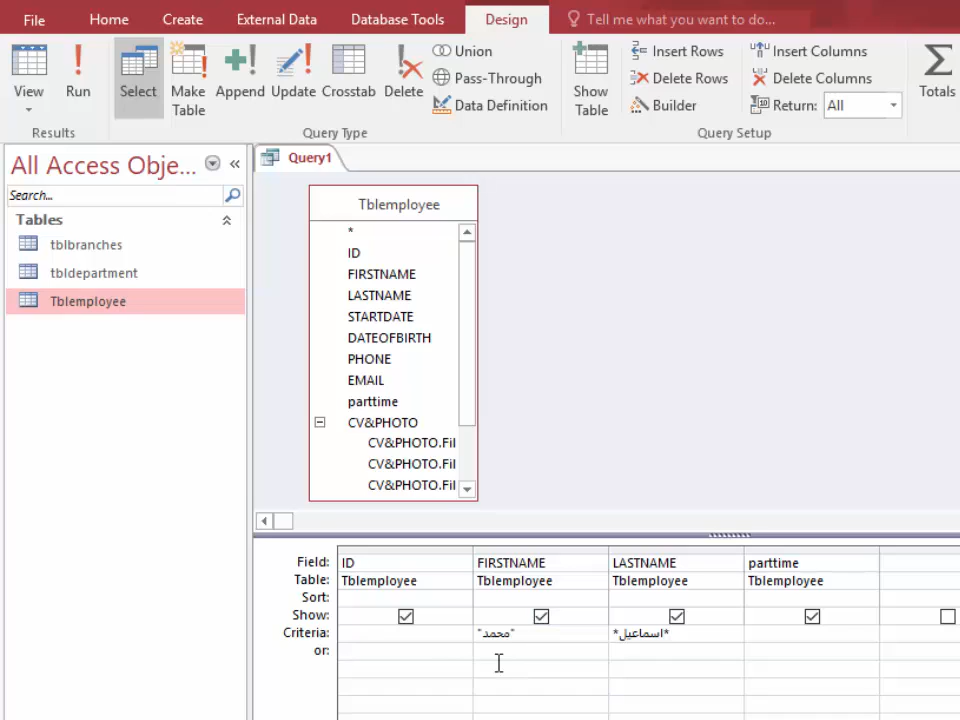 File Home Create External Data Database Tools Design Tell me what you want to do...
View Run Select Make Table Append Update Crosstab Delete
Union
Pass-Through
Data Definition
Show Table
Insert Rows
Delete Rows
Builder
Insert Columns
Delete Columns
Return: All
Totals
Results Query Type Query Setup
All Access Obje... «
Search...
Tables
tblbranches
tbldepartment
Tblemployee
Query1
Tblemployee
*
ID
FIRSTNAME
LASTNAME
STARTDATE
DATEOFBIRTH
PHONE
EMAIL
parttime
CV&PHOTO
CV&PHOTO.Fil
CV&PHOTO.Fil
CV&PHOTO.Fil
Field: ID FIRSTNAME LASTNAME parttime
Table: Tblemployee Tblemployee Tblemployee Tblemployee
Sort:
Show:
Criteria: "محمد" *اسماعيل*
or: